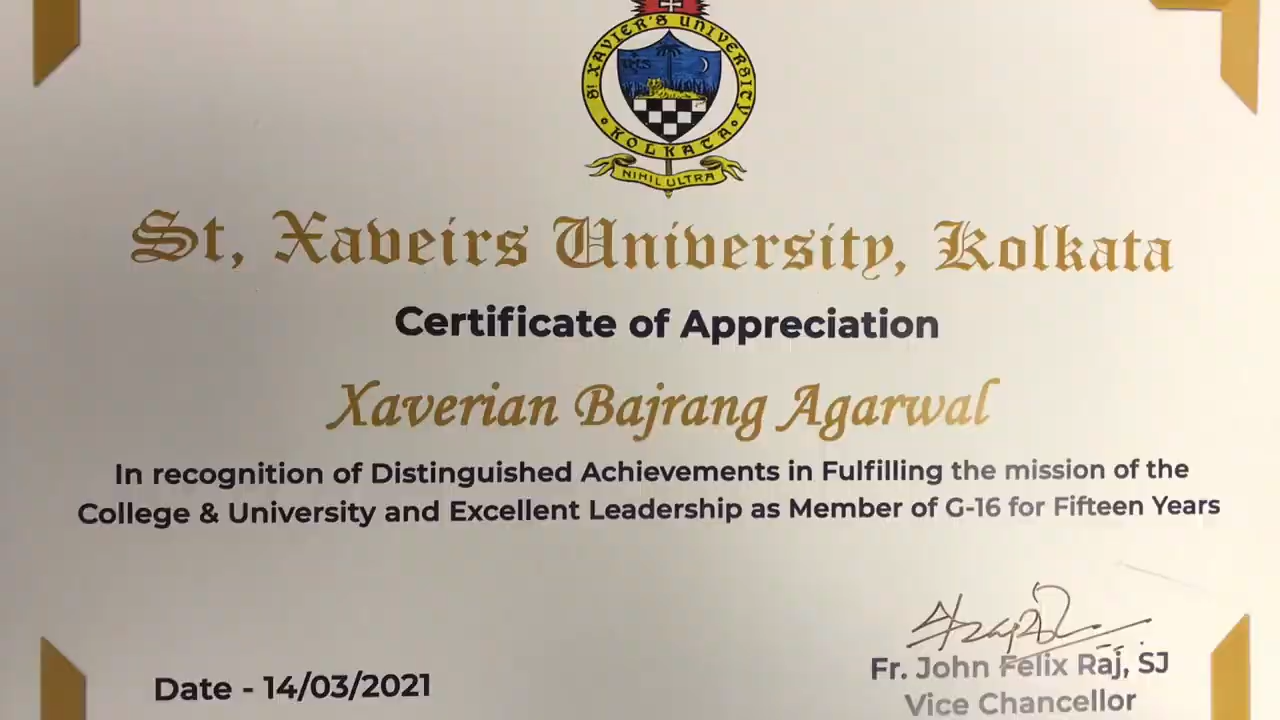 ST XAVIER'S UNIVERSITY
KOLKATA
NIHIL ULTRA
St, Xaveirs University, Kolkata
Certificate of Appreciation
Xaverian Bajrang Agarwal
In recognition of Distinguished Achievements in Fulfilling the mission of the
College & University and Excellent Leadership as Member of G-16 for Fifteen Years
Date - 14/03/2021
Fr. John Felix Raj, SJ
Vice Chancellor